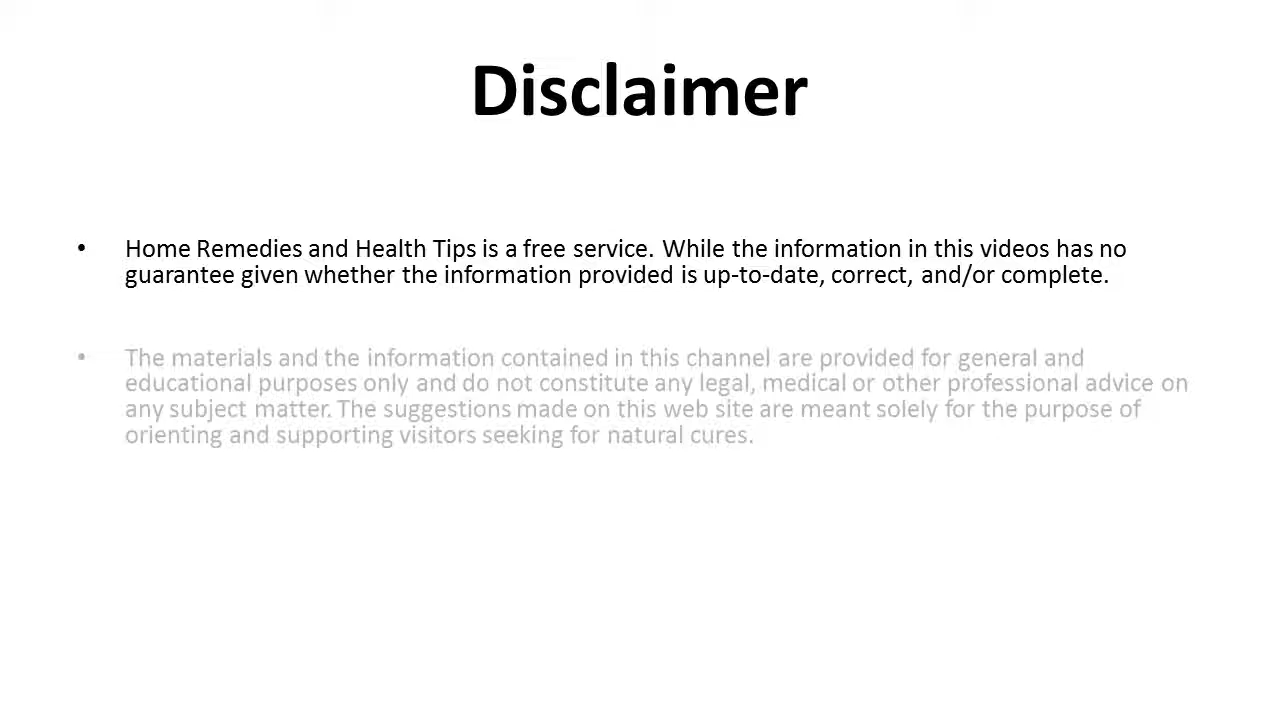 Disclaimer
• Home Remedies and Health Tips is a free service. While the information in this videos has no
guarantee given whether the information provided is up-to-date, correct, and/or complete.
• The materials and the information contained in this channel are provided for general and
educational purposes only and do not constitute any legal, medical or other professional advice on
any subject matter. The suggestions made on this web site are meant solely for the purpose of
orienting and supporting visitors seeking for natural cures.